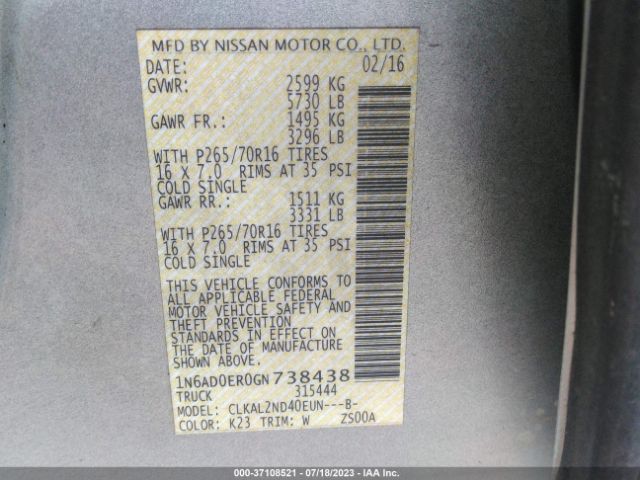 MFD BY NISSAN MOTOR CO., LTD.
DATE: 02/16
GVWR: 2599 KG
5730 LB
GAWR FR.: 1495 KG
3296 LB
WITH P265/70R16 TIRES
16 X 7.0 RIMS AT 35 PSI
COLD SINGLE
GAWR RR.: 1511 KG
3331 LB
WITH P265/70R16 TIRES
16 X 7.0 RIMS AT 35 PSI
COLD SINGLE
THIS VEHICLE CONFORMS TO
ALL APPLICABLE FEDERAL
MOTOR VEHICLE SAFETY AND
THEFT PREVENTION
STANDARDS IN EFFECT ON
THE DATE OF MANUFACTURE
SHOWN ABOVE.
1N6AD0ER0GN738438
TRUCK 315444
MODEL: CLKALZND40EUN---B-
COLOR: K23 TRIM: W ZS00A
000-37108521 - 07/18/2023 - IAA Inc.